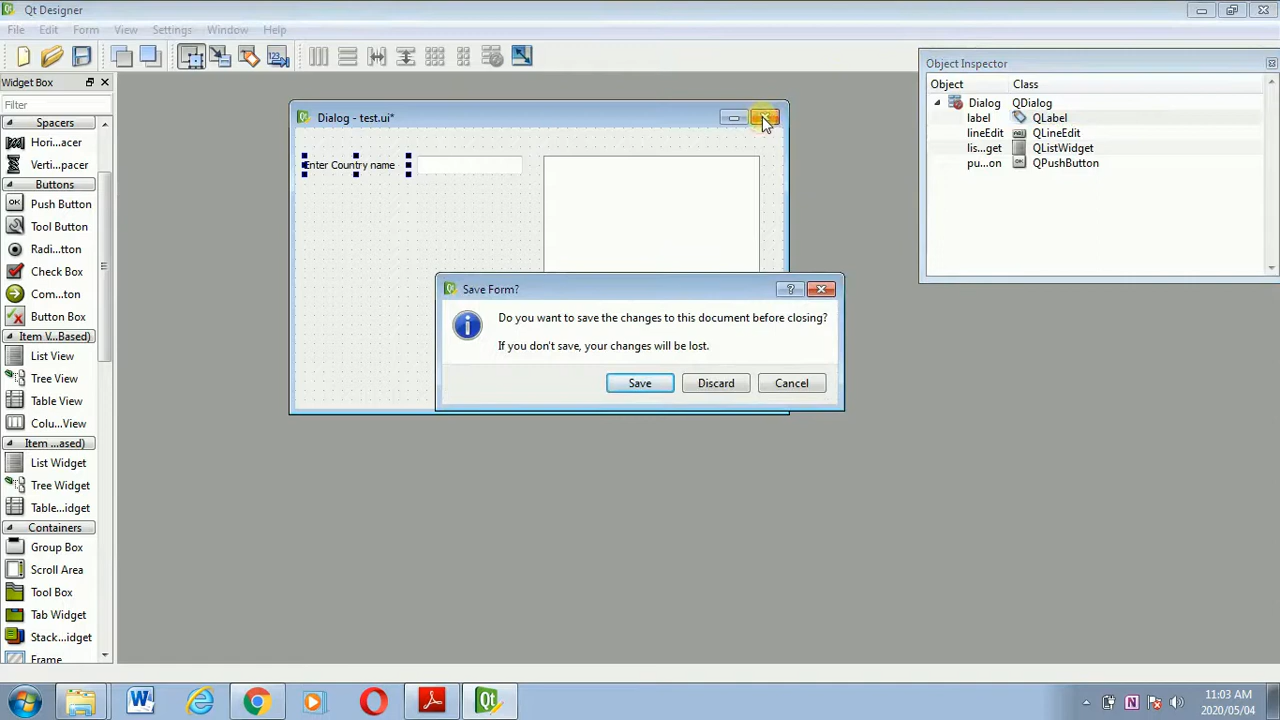 Qt Designer
File Edit Form View Settings Window Help
Widget Box
Filter
Spacers
Hori...acer
Verti...pacer
Buttons
Push Button
Tool Button
Radi...tton
Check Box
Com...ton
Button Box
Item V...Based)
List View
Tree View
Table View
Colu...View
Item ...ased)
List Widget
Tree Widget
Table...idget
Containers
Group Box
Scroll Area
Tool Box
Tab Widget
Stack...idget
Frame
Dialog - test.ui*
Enter Country name
Save Form?
Do you want to save the changes to this document before closing?
If you don't save, your changes will be lost.
Save Discard Cancel
Object Inspector
Object Class
Dialog QDialog
label QLabel
lineEdit QLineEdit
lis...get QListWidget
pu...on QPushButton
11:03 AM
2020/05/04